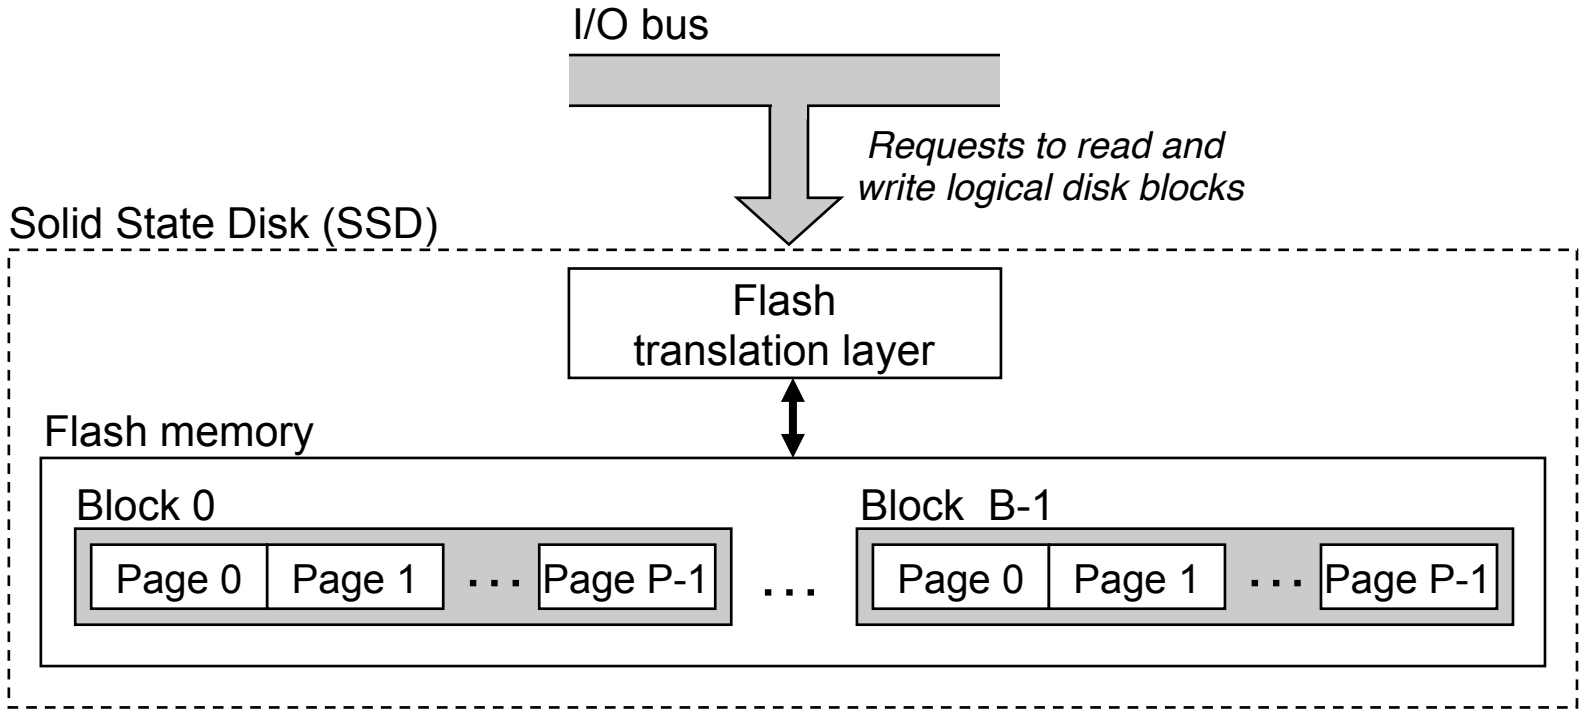 I/O bus
Requests to read and
write logical disk blocks
Solid State Disk (SSD)
Flash
translation layer
Flash memory
Block 0
Block B-1
Page 0 Page 1 ... Page P-1 ... Page 0 Page 1 ... Page P-1